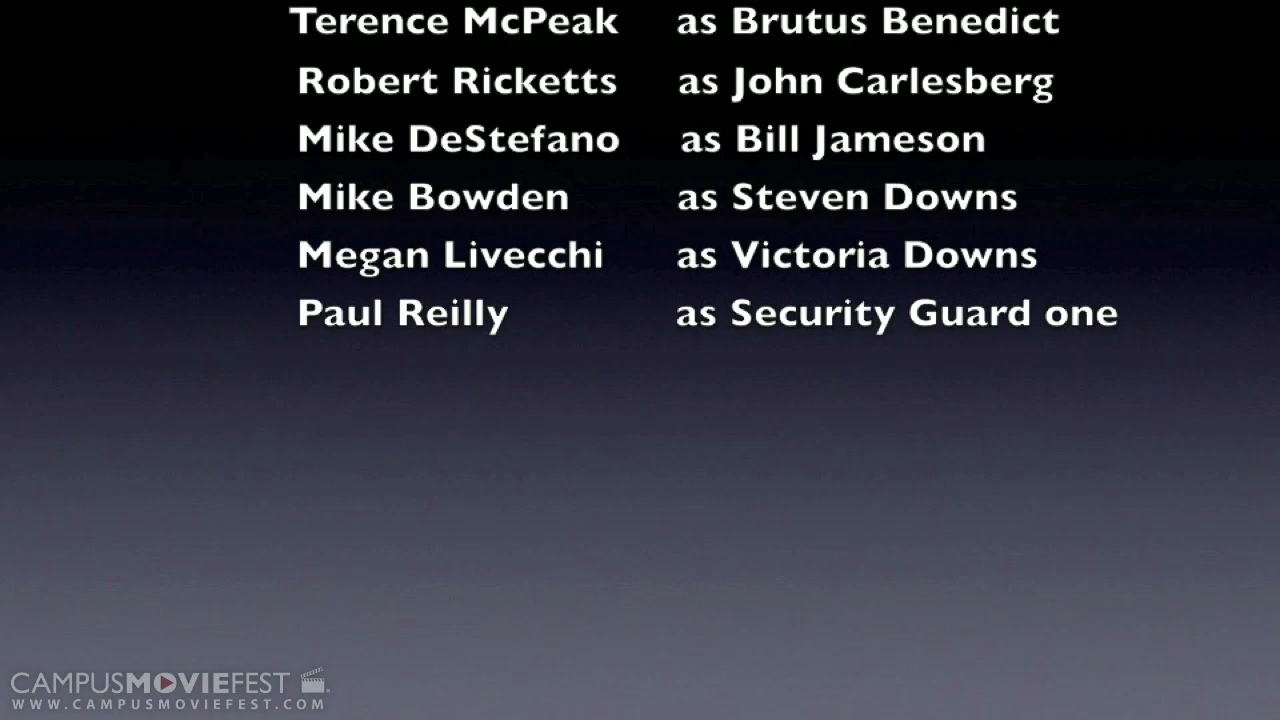 Terence McPeak as Brutus Benedict
Robert Ricketts as John Carlesberg
Mike DeStefano as Bill Jameson
Mike Bowden as Steven Downs
Megan Livecchi as Victoria Downs
Paul Reilly as Security Guard one
CAMPUSMOVIEFEST
WWW.CAMPUSMOVIEFEST.COM